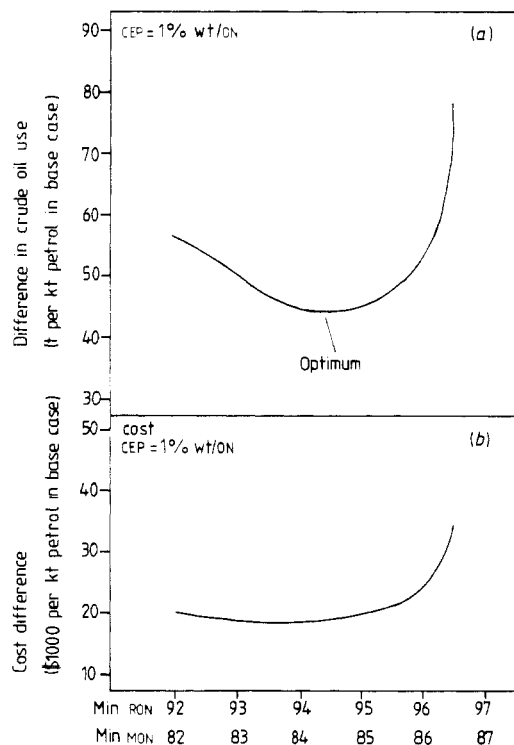 CEP = 1% wt/ON
(a)
90
80
70
60
50
40
30
Difference in crude oil use
(t per kt petrol in base case)
Optimum
cost
CEP = 1% wt/ON
(b)
50
40
30
20
10
Cost difference
($1000 per kt petrol in base case)
Min RON 92 93 94 95 96 97
Min MON 82 83 84 85 86 87